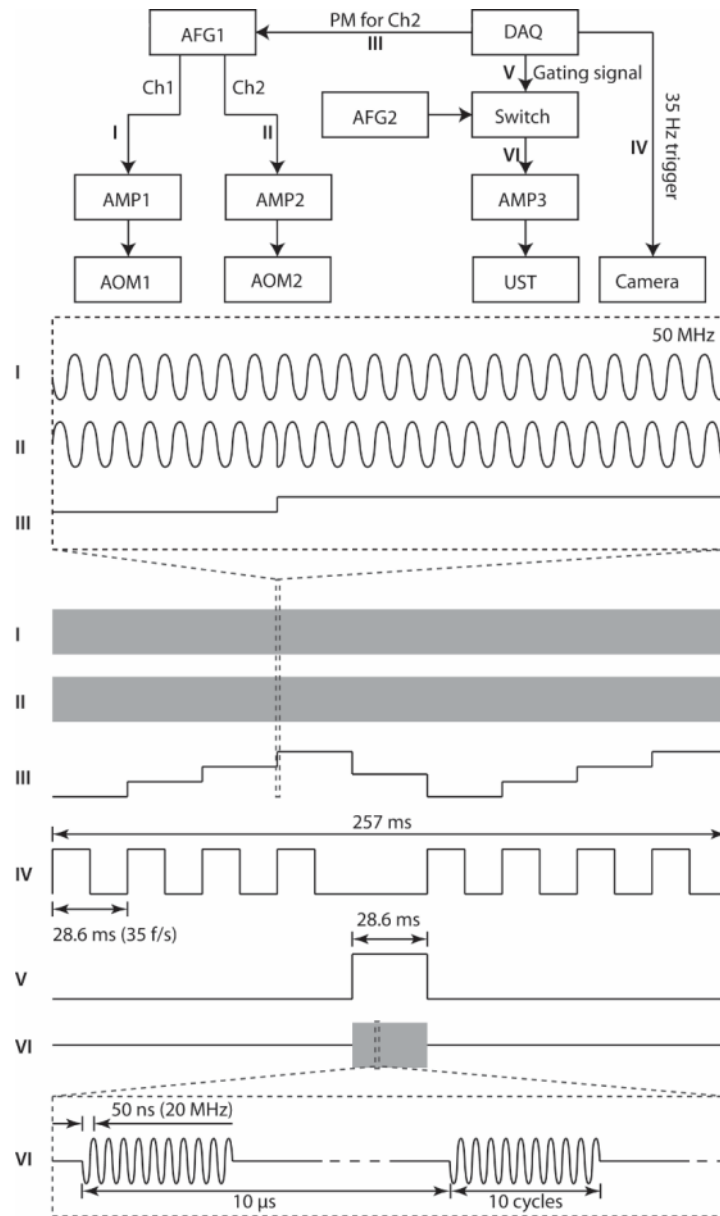 PM for Ch2
AFG1
III
DAQ
Ch1
Ch2
V
Gating signal
AFG2
Switch
35 Hz trigger
I
II
VI
IV
AMP1
AMP2
AMP3
AOM1
AOM2
UST
Camera
50 MHz
I
II
III
I
II
III
257 ms
IV
28.6 ms (35 f/s)
28.6 ms
V
VI
50 ns (20 MHz)
VI
10 µs
10 cycles